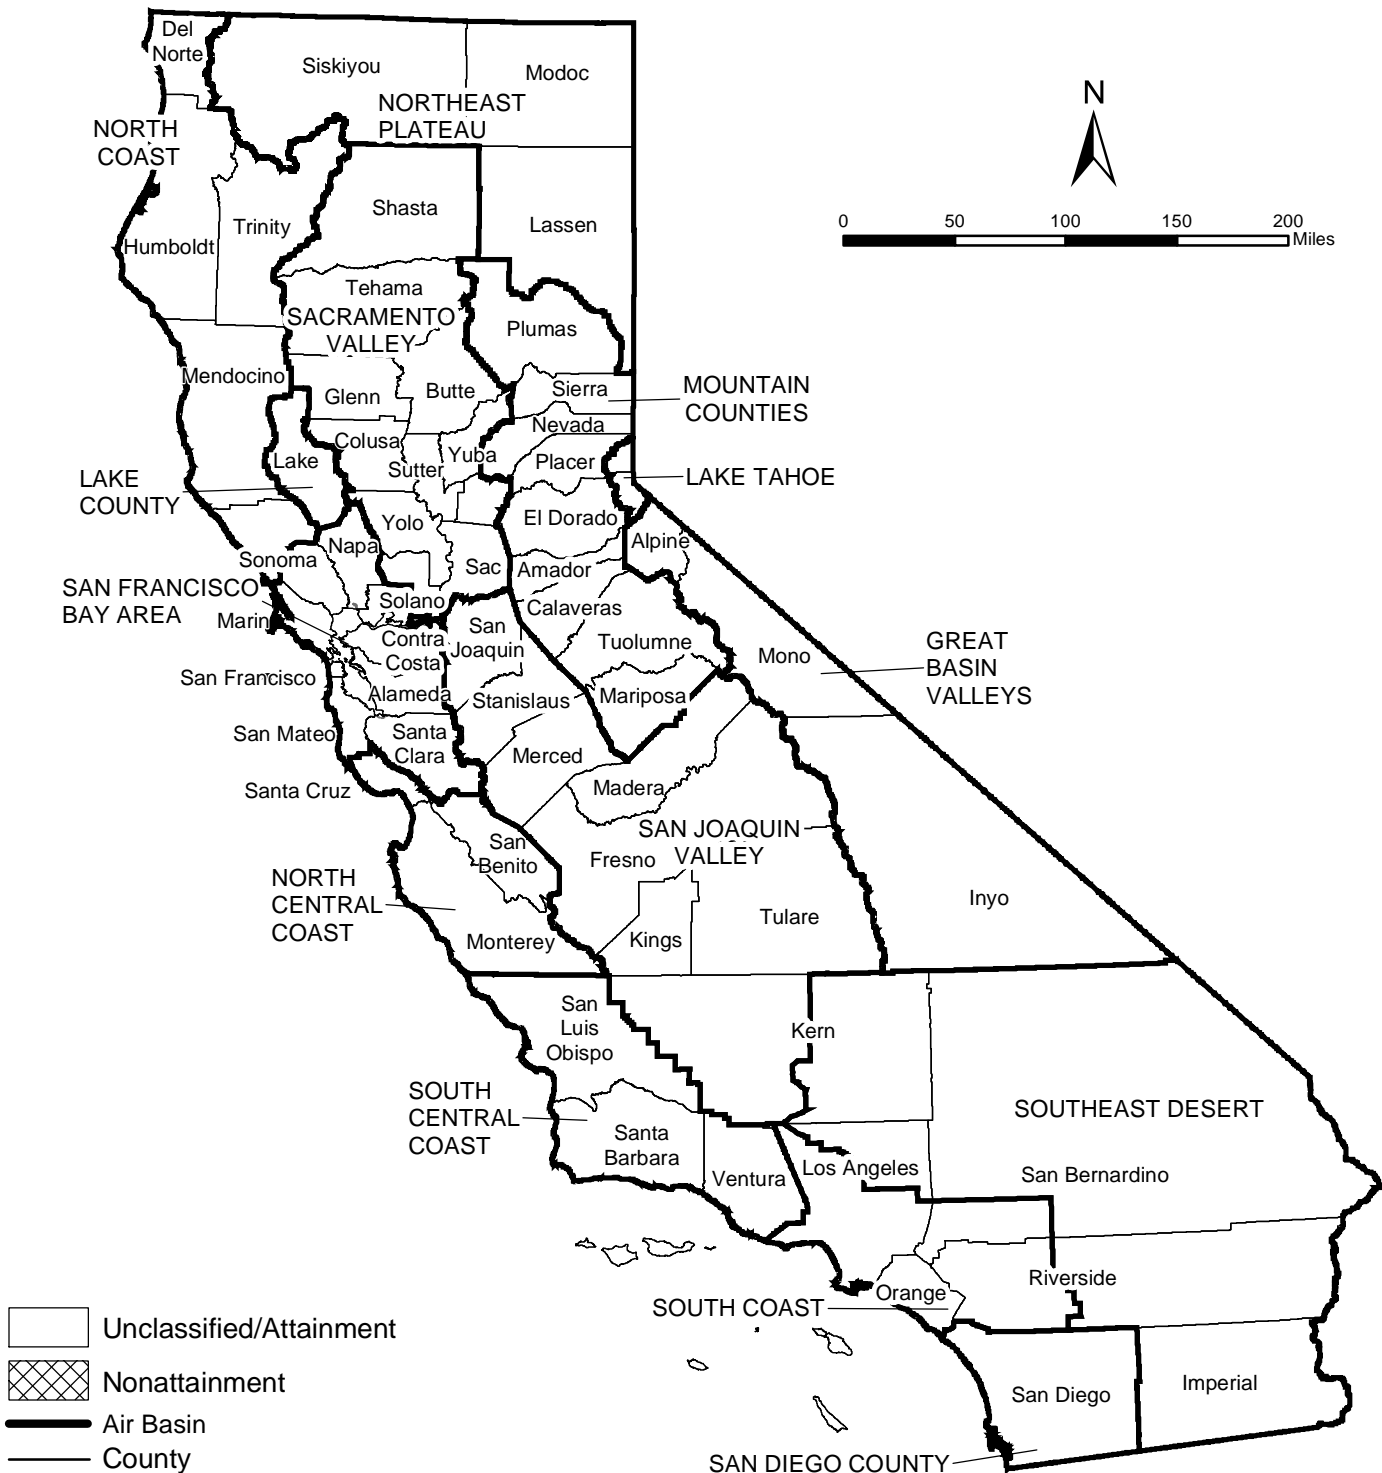 Del
Norte
Siskiyou
Modoc
NORTHEAST
PLATEAU
N
NORTH
COAST
Shasta
Trinity
Lassen
Humboldt
0 50 100 150 200
Miles
Tehama
SACRAMENTO
VALLEY
Plumas
Mendocino
Glenn
Butte
Sierra
MOUNTAIN
COUNTIES
Nevada
Colusa
Yuba
Sutter
Placer
Lake
LAKE
COUNTY
LAKE TAHOE
Yolo
El Dorado
Napa
Alpine
Sonoma
Sac
Amador
SAN FRANCISCO
BAY AREA
Solano
Calaveras
Marin
Contra
Costa
San
Joaquin
Tuolumne
Mono
GREAT
BASIN
VALLEYS
San Francisco
Alameda
Stanislaus
Mariposa
San Mateo
Santa
Clara
Merced
Santa Cruz
Madera
SAN JOAQUIN
VALLEY
San
Benito
Fresno
NORTH
CENTRAL
COAST
Inyo
Tulare
Monterey
Kings
San
Luis
Obispo
Kern
SOUTH
CENTRAL
COAST
SOUTHEAST DESERT
Santa
Barbara
Ventura
Los Angeles
San Bernardino
Orange
Riverside
SOUTH COAST
San Diego
Imperial
SAN DIEGO COUNTY
Unclassified/Attainment
Nonattainment
Air Basin
County